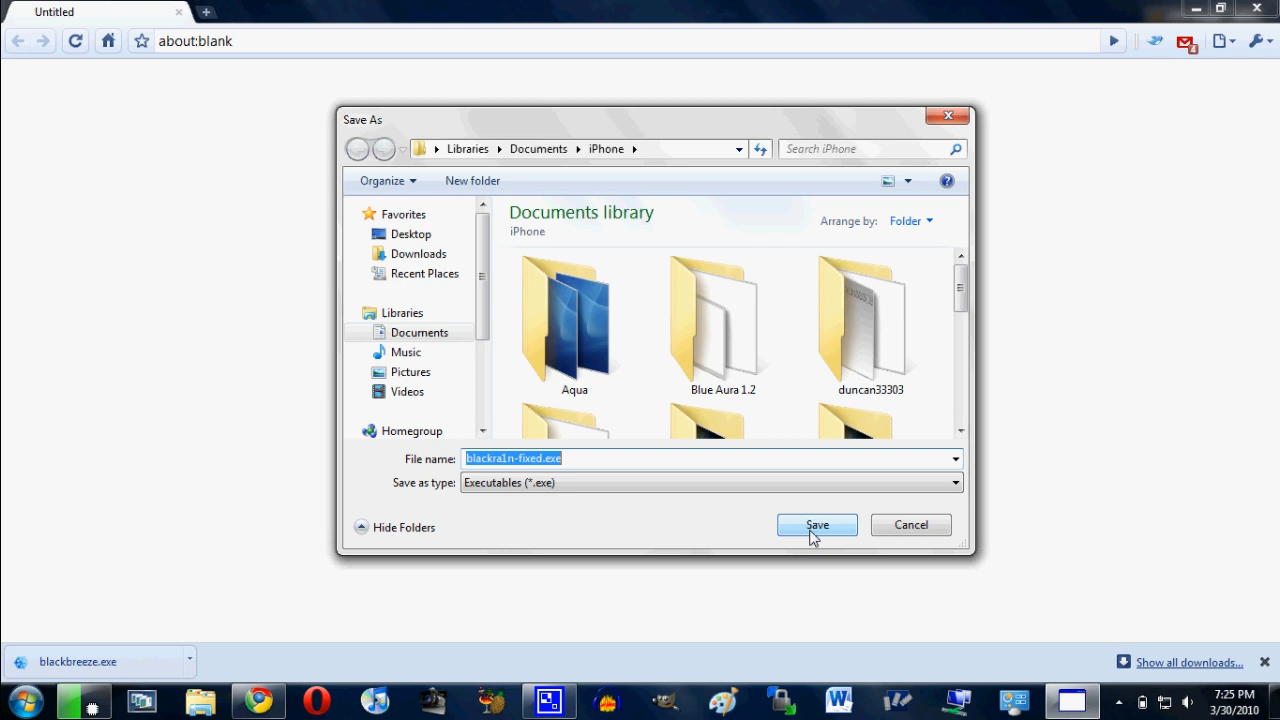 Untitled
about:blank
4
Save As
Libraries Documents iPhone
Search iPhone
Organize
New folder
Favorites
Desktop
Downloads
Recent Places
Libraries
Documents
Music
Pictures
Videos
Homegroup
Documents library
iPhone
Arrange by: Folder
Aqua
Blue Aura 1.2
duncan33303
File name: blackra1n-fixed.exe
Save as type: Executables (*.exe)
Hide Folders
Save
Cancel
blackbreeze.exe
Show all downloads...
7:25 PM
3/30/2010